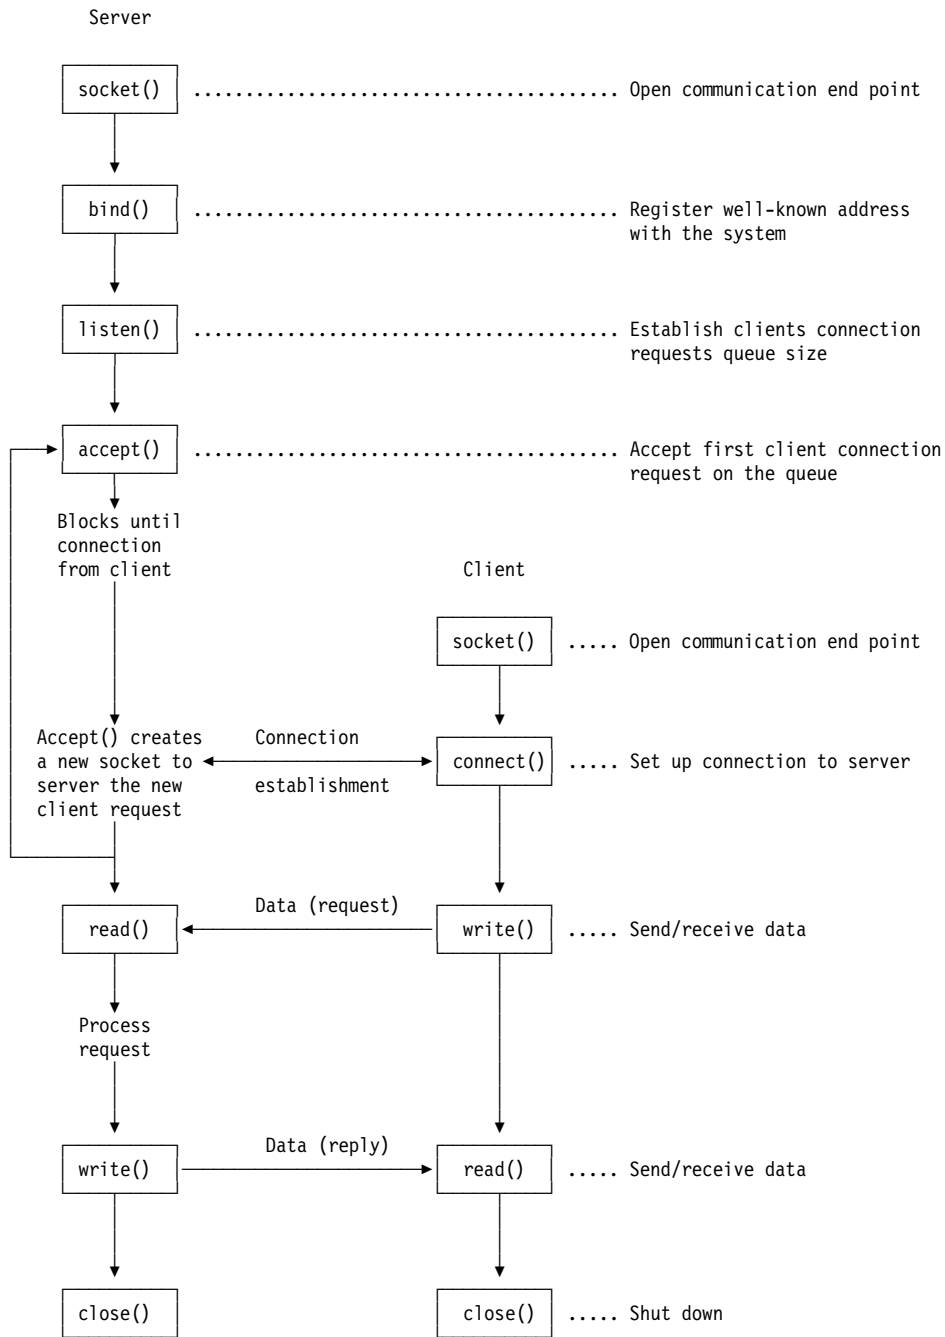 Server
socket() ......................................... Open communication end point
bind() ......................................... Register well-known address
with the system
listen() ......................................... Establish clients connection
requests queue size
accept() ......................................... Accept first client connection
request on the queue
Blocks until
connection
from client
Client
socket() ..... Open communication end point
Accept() creates
a new socket to
server the new
client request
Connection
establishment
connect() ..... Set up connection to server
read()
Data (request)
write() ..... Send/receive data
Process
request
write()
Data (reply)
read() ..... Send/receive data
close()
close() ..... Shut down